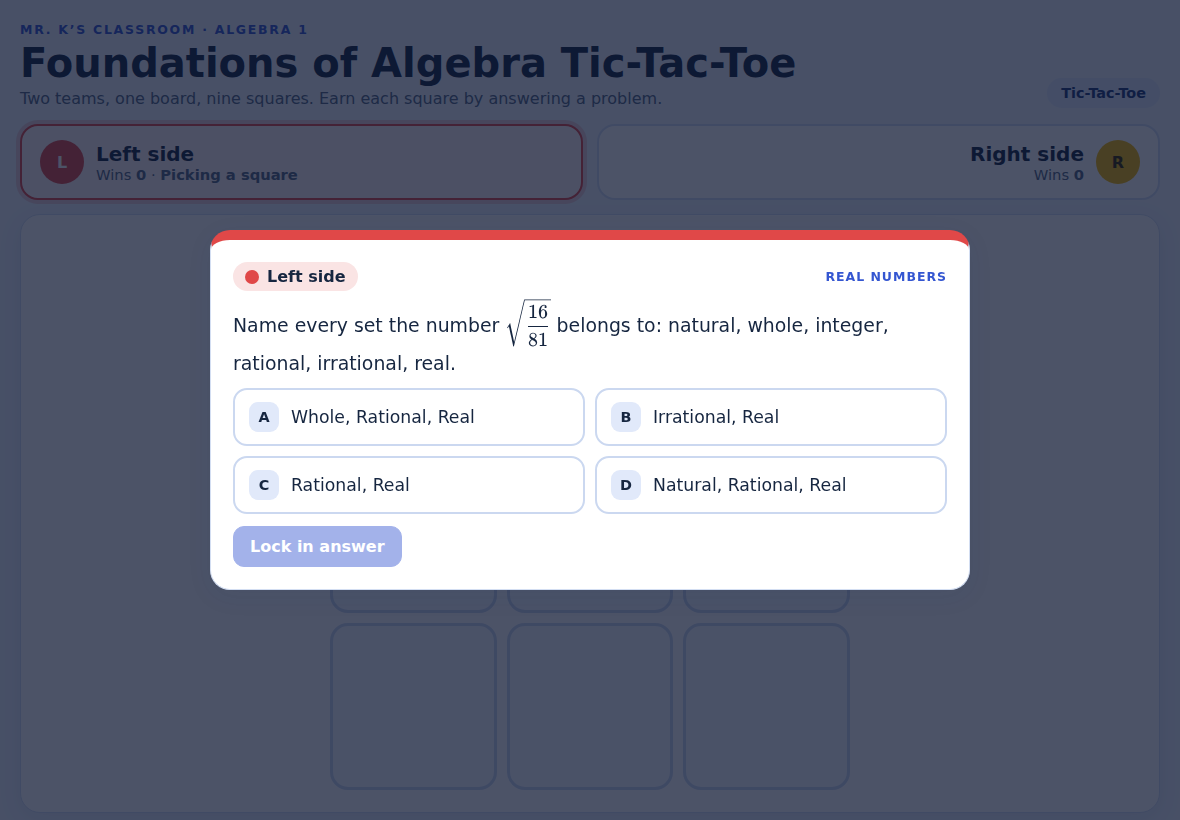 MR. K'S CLASSROOM · ALGEBRA 1
Foundations of Algebra Tic-Tac-Toe
Two teams, one board, nine squares. Earn each square by answering a problem.
Tic-Tac-Toe
L
Left side
Wins 0 · Picking a square
Right side
Wins 0
R
Left side
REAL NUMBERS
Name every set the number √(16/81) belongs to: natural, whole, integer,
rational, irrational, real.
A Whole, Rational, Real
B Irrational, Real
C Rational, Real
D Natural, Rational, Real
Lock in answer